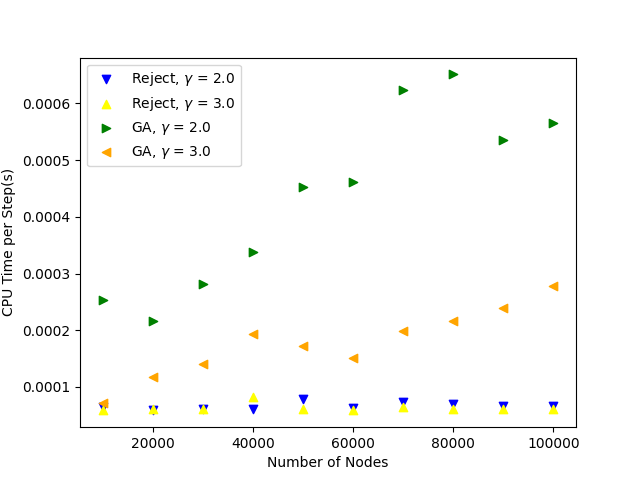 Reject, γ = 2.0
Reject, γ = 3.0
GA, γ = 2.0
GA, γ = 3.0
CPU Time per Step(s)
0.0006
0.0005
0.0004
0.0003
0.0002
0.0001
20000 40000 60000 80000 100000
Number of Nodes